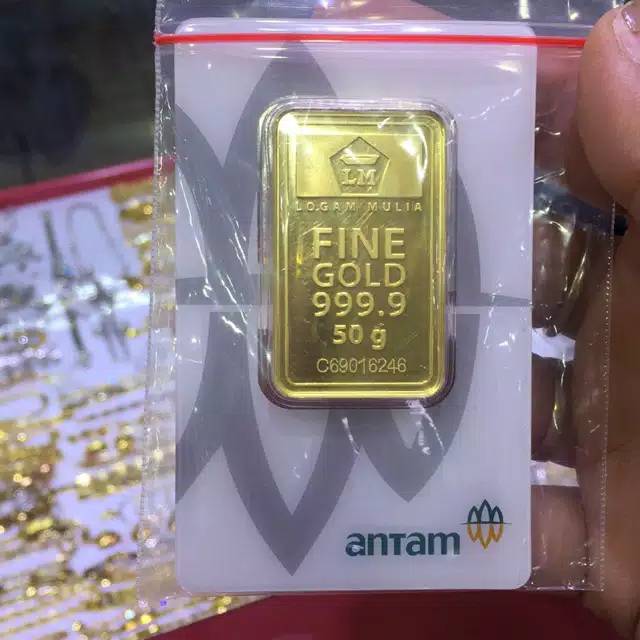 LM
LOGAM MULIA
FINE
GOLD
999.9
50 g
C69016246
antam